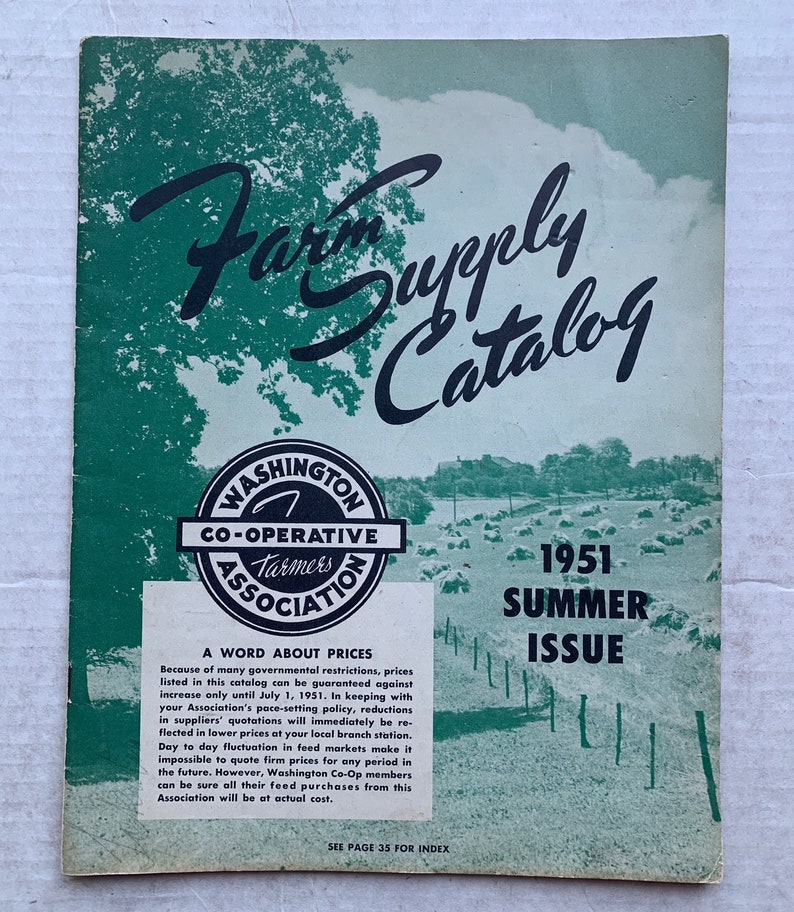 Farm
Supply
Catalog
WASHINGTON
CO-OPERATIVE
Farmers
ASSOCIATION
1951
SUMMER
ISSUE
A WORD ABOUT PRICES
Because of many governmental restrictions, prices
listed in this catalog can be guaranteed against
increase only until July 1, 1951. In keeping with
your Association's pace-setting policy, reductions
in suppliers' quotations will immediately be re-
flected in lower prices at your local branch station.
Day to day fluctuation in feed markets make it
impossible to quote firm prices for any period in
the future. However, Washington Co-Op members
can be sure all their feed purchases from this
Association will be at actual cost.
SEE PAGE 35 FOR INDEX